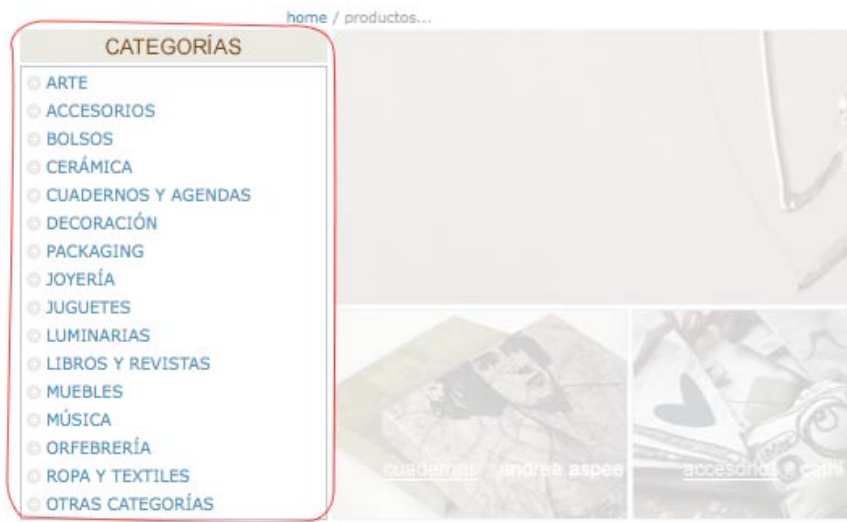 home / productos...
CATEGORÍAS
ARTE
ACCESORIOS
BOLSOS
CERÁMICA
CUADERNOS Y AGENDAS
DECORACIÓN
PACKAGING
JOYERÍA
JUGUETES
LUMINARIAS
LIBROS Y REVISTAS
MUEBLES
MÚSICA
ORFEBRERÍA
ROPA Y TEXTILES
OTRAS CATEGORÍAS
cuadernos andrea aspee
accesorios